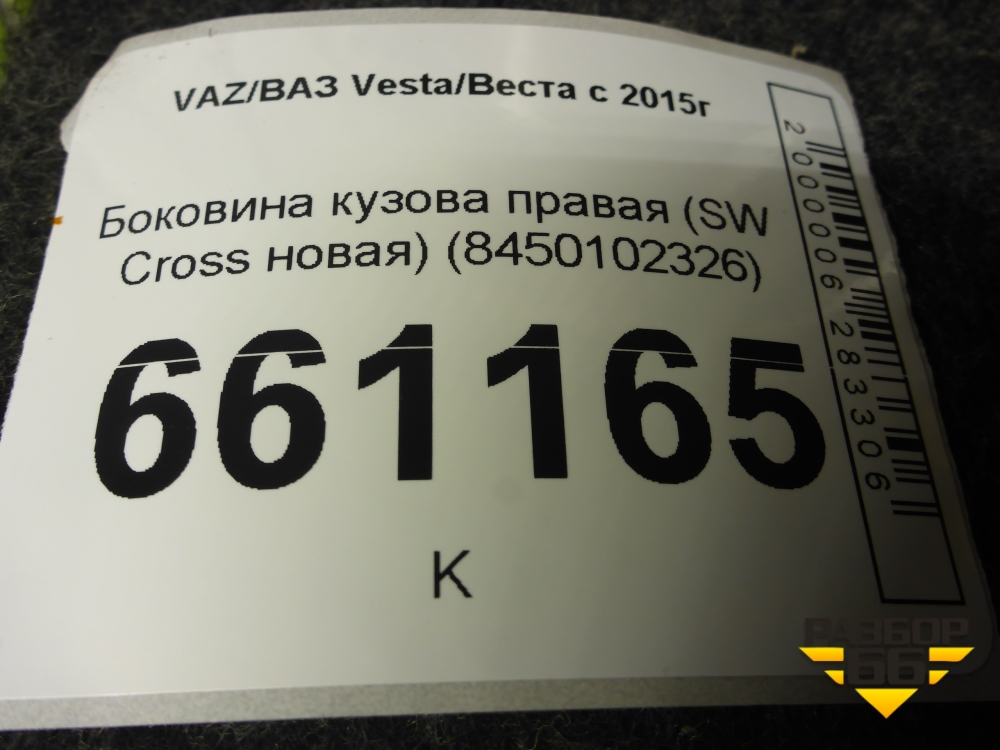 VAZ/ВАЗ Vesta/Веста с 2015г
Боковина кузова правая (SW
Cross новая) (8450102326)
661165
К
2000006283306
РАЗБОР
66